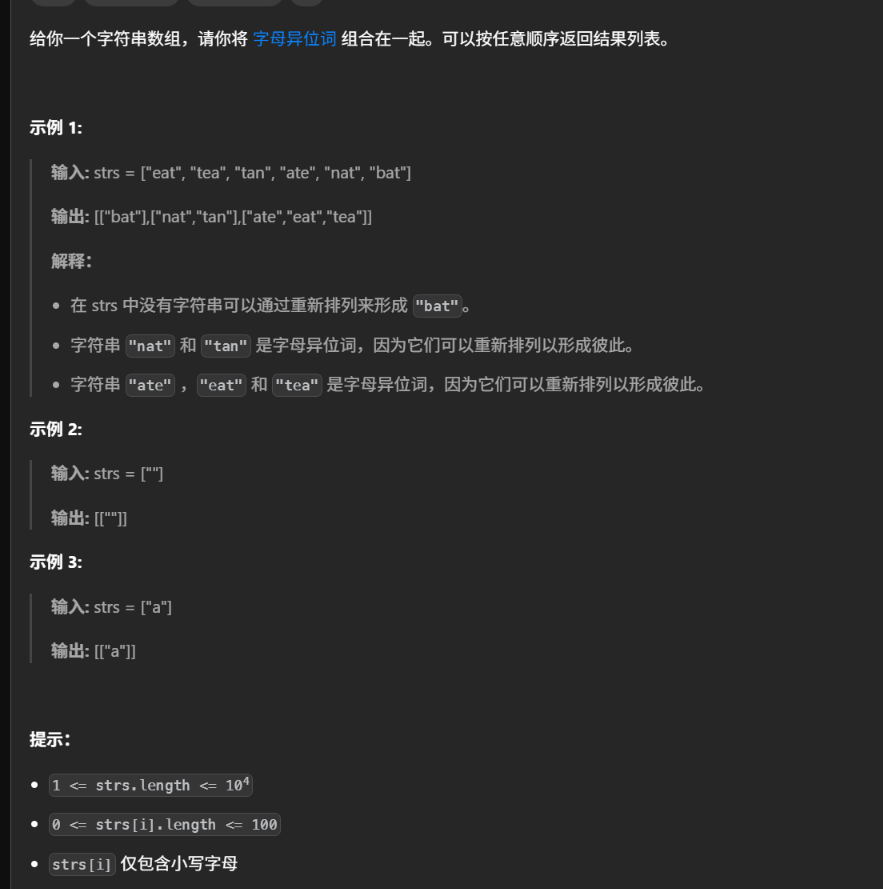 给你一个字符串数组，请你将 字母异位词 组合在一起。可以按任意顺序返回结果列表。
示例 1:
输入: strs = ["eat", "tea", "tan", "ate", "nat", "bat"]
输出: [["bat"],["nat","tan"],["ate","eat","tea"]]
解释：
• 在 strs 中没有字符串可以通过重新排列来形成 "bat"。
• 字符串 "nat" 和 "tan" 是字母异位词，因为它们可以重新排列以形成彼此。
• 字符串 "ate" ，"eat" 和 "tea" 是字母异位词，因为它们可以重新排列以形成彼此。
示例 2:
输入: strs = [""]
输出: [[""]]
示例 3:
输入: strs = ["a"]
输出: [["a"]]
提示：
• 1 <= strs.length <= 10⁴
• 0 <= strs[i].length <= 100
• strs[i] 仅包含小写字母